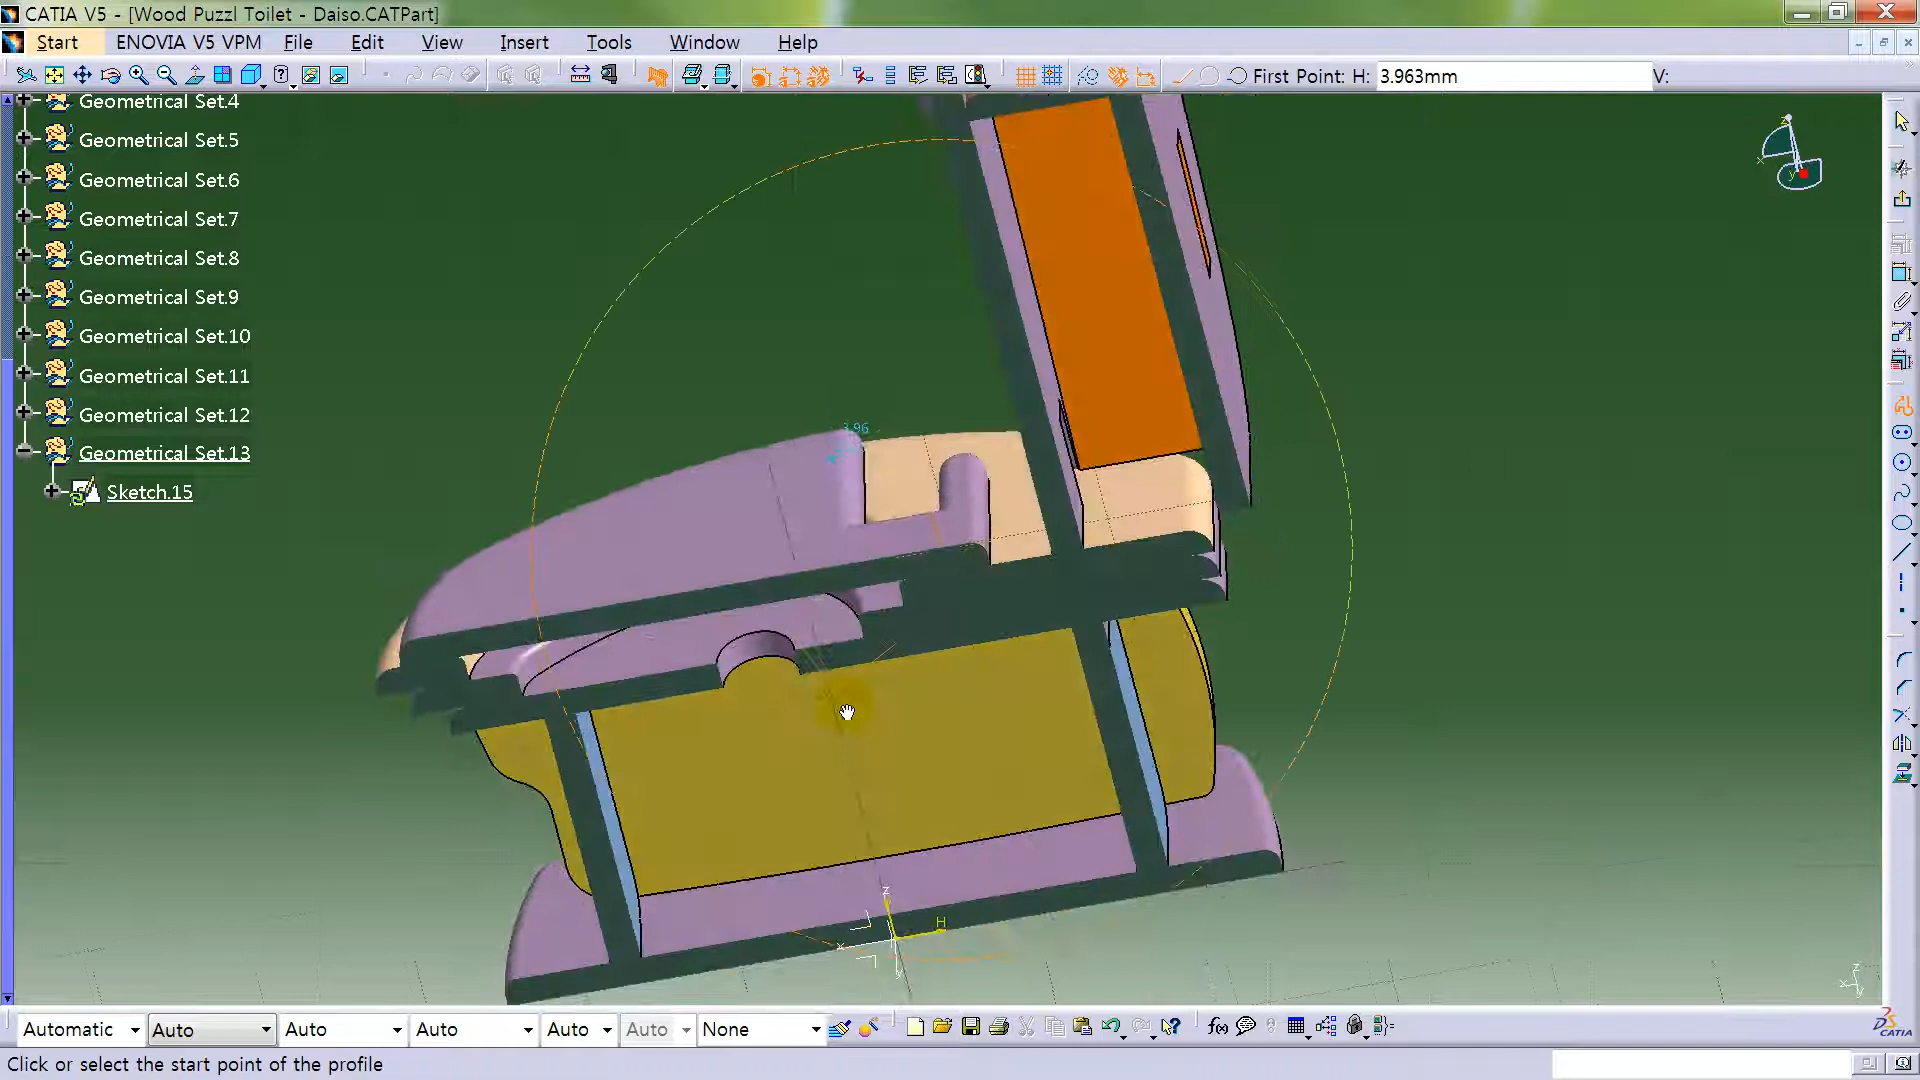 CATIA V5 - [Wood Puzzl Toilet - Daiso.CATPart]
Start ENOVIA V5 VPM File Edit View Insert Tools Window Help
First Point: H: 3.963mm V:
Geometrical Set.4
Geometrical Set.5
Geometrical Set.6
Geometrical Set.7
Geometrical Set.8
Geometrical Set.9
Geometrical Set.10
Geometrical Set.11
Geometrical Set.12
Geometrical Set.13
Sketch.15
3.96
z
x
y
z
H
x
y
z
x
y
Automatic Auto Auto Auto Auto Auto None
CATIA
Click or select the start point of the profile